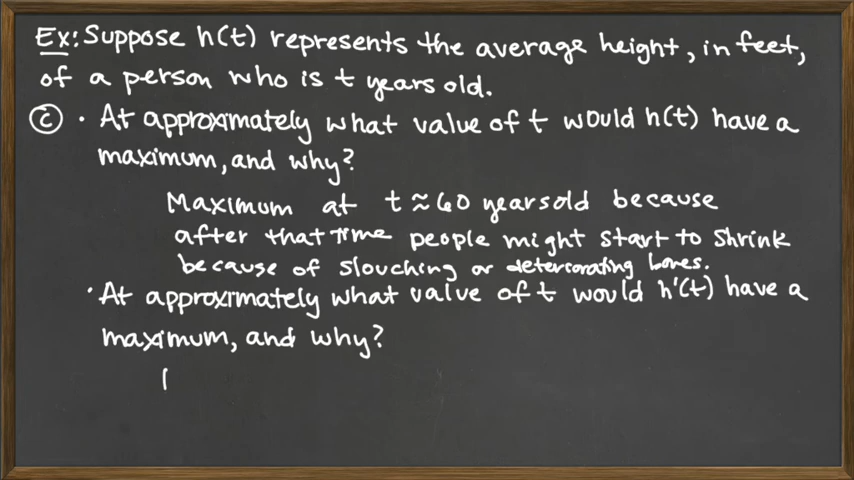 Ex: Suppose h(t) represents the average height, in feet,
of a person who is t years old.
ⓒ • At approximately what value of t would h(t) have a
maximum, and why?
Maximum at t ≈ 60 years old because
after that time people might start to shrink
because of slouching or deteriorating bones.
• At approximately what value of t would h'(t) have a
maximum, and why?